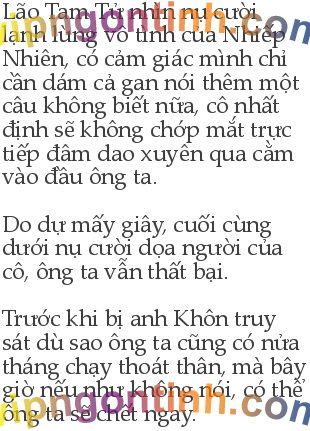 vipngontinh.com
Lão Tam Tử nhìn nụ cười
lạnh lùng vô tình của Nhiếp
Nhiên, có cảm giác mình chỉ
cần dám cả gan nói thêm một
câu không biết nữa, cô nhất
định sẽ không chớp mắt trực
tiếp đâm dao xuyên qua cằm
vào đầu ông ta.
Do dự mấy giây, cuối cùng
dưới nụ cười dọa người của
cô, ông ta vẫn thất bại.
Trước khi bị anh Khôn truy
sát dù sao ông ta cũng có nửa
tháng chạy thoát thân, mà bây
giờ nếu như không nói, có thể
ông ta sẽ chết ngay.
vipngontinh.com